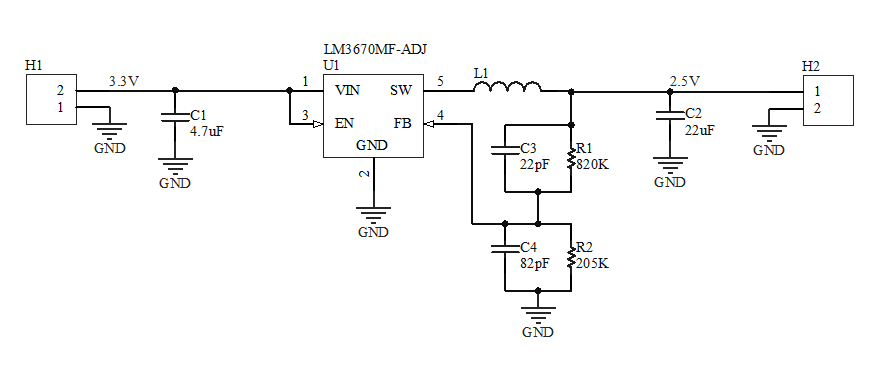 LM3670MF-ADJ
H1
U1
H2
3.3V
1
5
L1
2.5V
2
VIN
SW
1
1
C1
4.7uF
3
EN
FB
4
C2
22uF
2
GND
GND
GND
GND
C3
22pF
R1
820K
GND
GND
2
GND
C4
82pF
R2
205K
GND